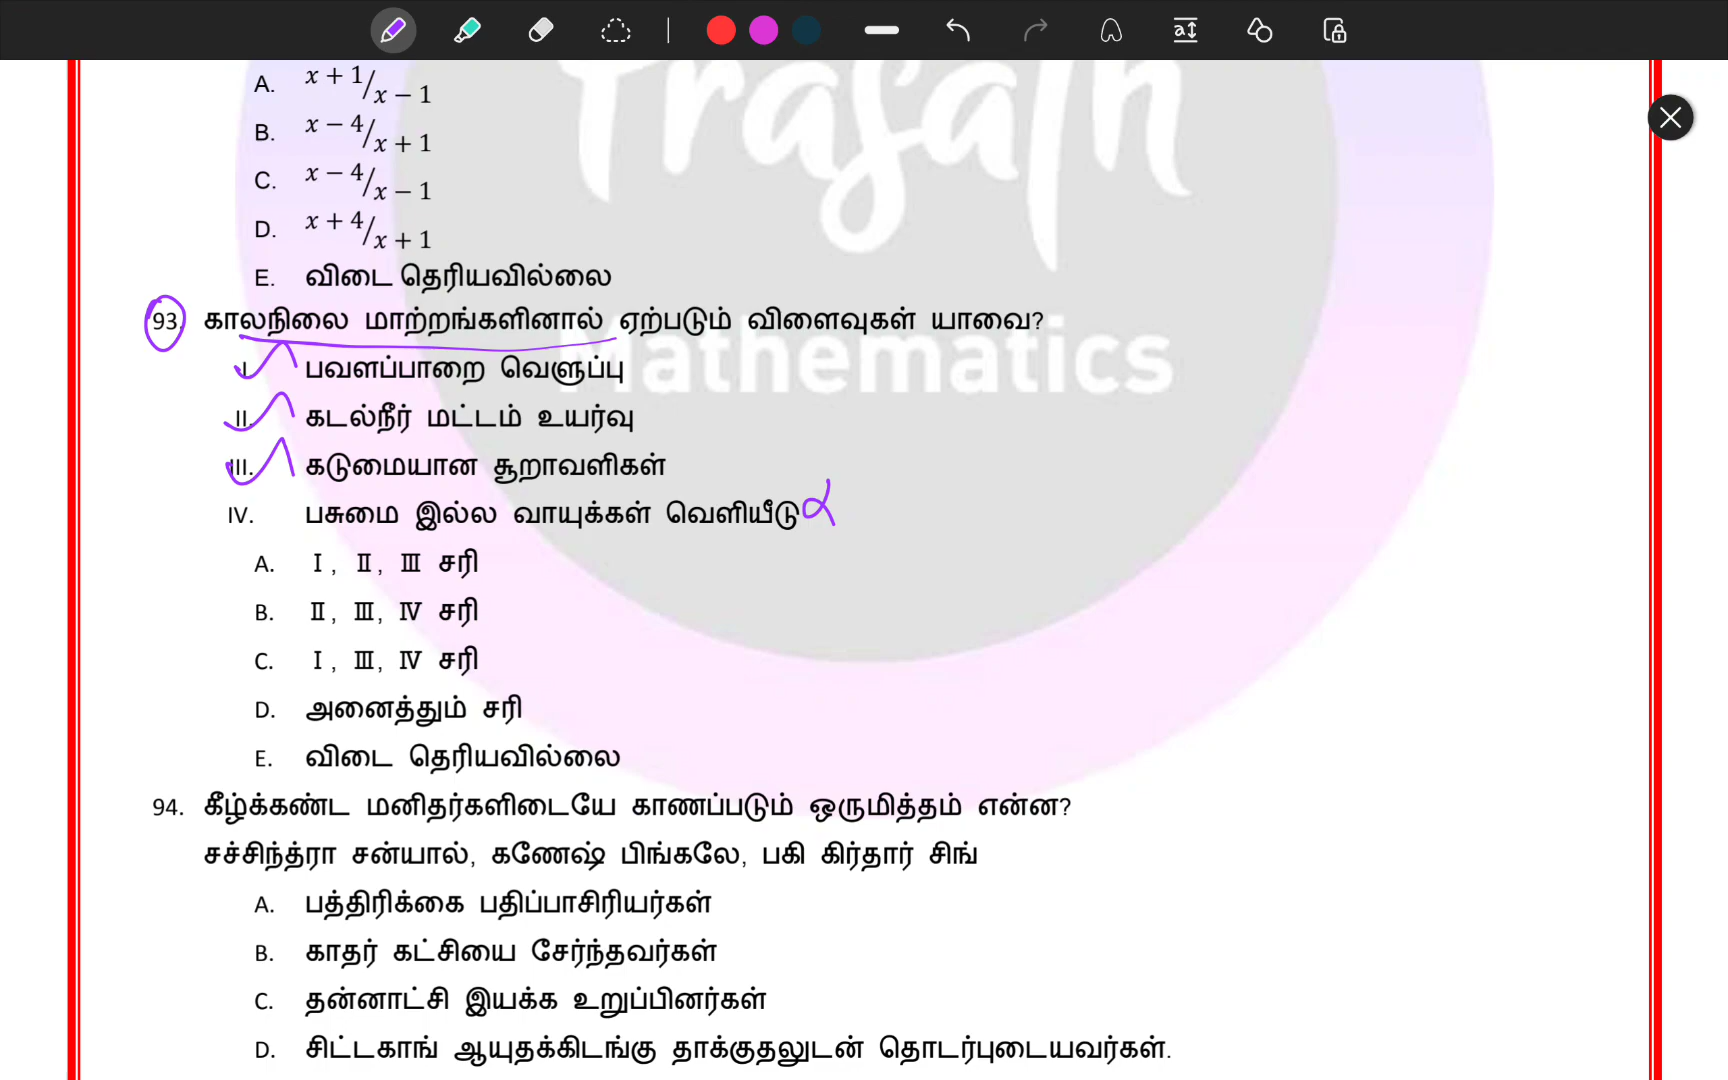 Prasath
Mathematics
A. x + 1/x − 1
B. x − 4/x + 1
C. x − 4/x − 1
D. x + 4/x + 1
E. விடை தெரியவில்லை
93. காலநிலை மாற்றங்களினால் ஏற்படும் விளைவுகள் யாவை?
I. பவளப்பாறை வெளுப்பு
II. கடல்நீர் மட்டம் உயர்வு
III. கடுமையான சூறாவளிகள்
IV. பசுமை இல்ல வாயுக்கள் வெளியீடு
A. Ⅰ, Ⅱ, Ⅲ சரி
B. Ⅱ, Ⅲ, Ⅳ சரி
C. Ⅰ, Ⅲ, Ⅳ சரி
D. அனைத்தும் சரி
E. விடை தெரியவில்லை
94. கீழ்க்கண்ட மனிதர்களிடையே காணப்படும் ஒருமித்தம் என்ன?
சச்சிந்த்ரா சன்யால், கணேஷ் பிங்கலே, பகி கிர்தார் சிங்
A. பத்திரிக்கை பதிப்பாசிரியர்கள்
B. காதர் கட்சியை சேர்ந்தவர்கள்
C. தன்னாட்சி இயக்க உறுப்பினர்கள்
D. சிட்டகாங் ஆயுதக்கிடங்கு தாக்குதலுடன் தொடர்புடையவர்கள்.